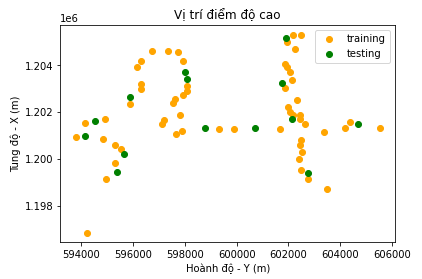 Vị trí điểm độ cao
1e6
training
testing
1.204
1.202
1.200
1.198
Tung độ - X (m)
594000 596000 598000 600000 602000 604000 606000
Hoành độ - Y (m)